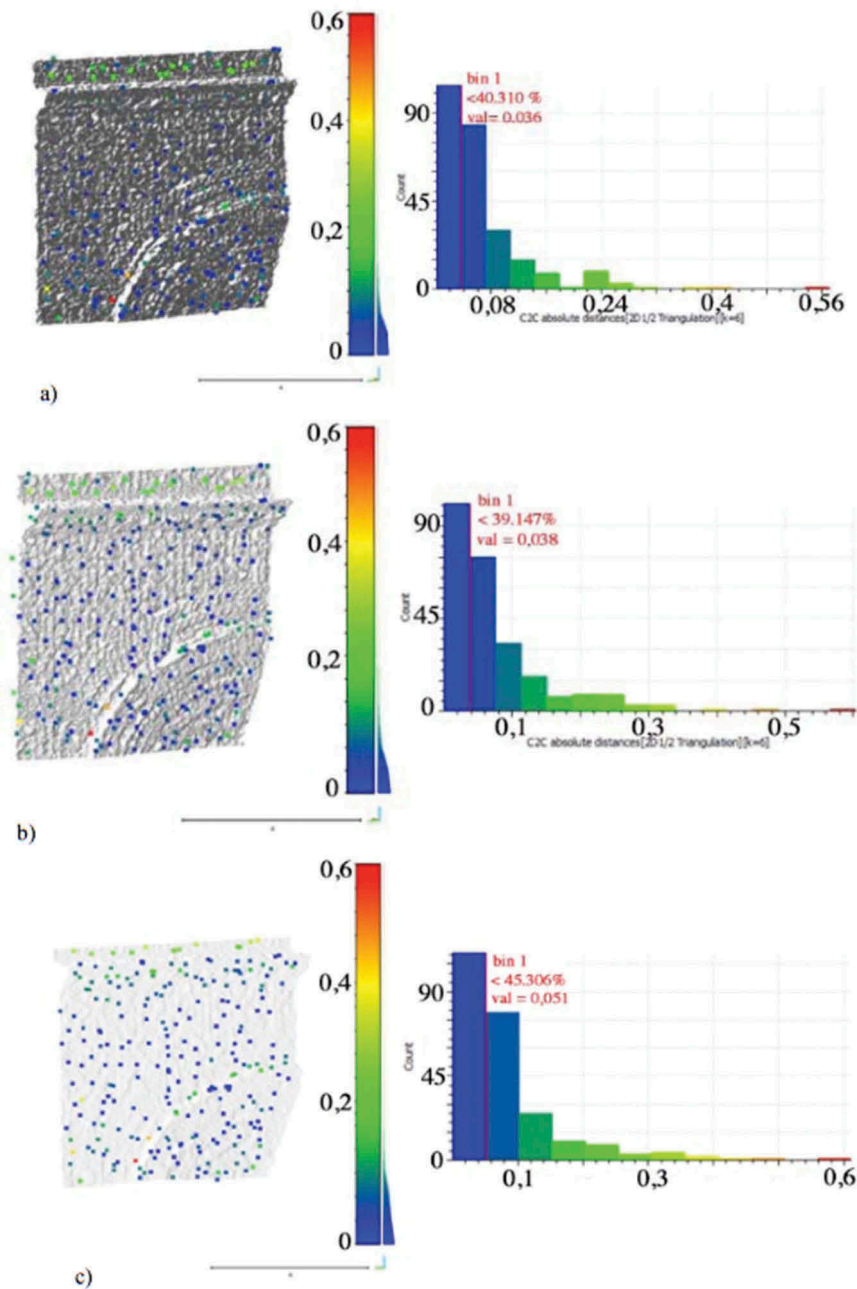 0,6
0,4
0,2
0
bin 1
<40.310 %
val= 0.036
90
45
0
Count
0,08
0,24
0,4
0,56
C2C absolute distances[2D1/2 Triangulation][k=6]
a)
0,6
0,4
0,2
0
bin 1
< 39.147%
val = 0,038
90
45
0
Count
0,1
0,3
0,5
C2C absolute distances[2D1/2 Triangulation][k=6]
b)
0,6
0,4
0,2
0
bin 1
< 45.306%
val = 0,051
90
45
0
Count
0,1
0,3
0,6
c)